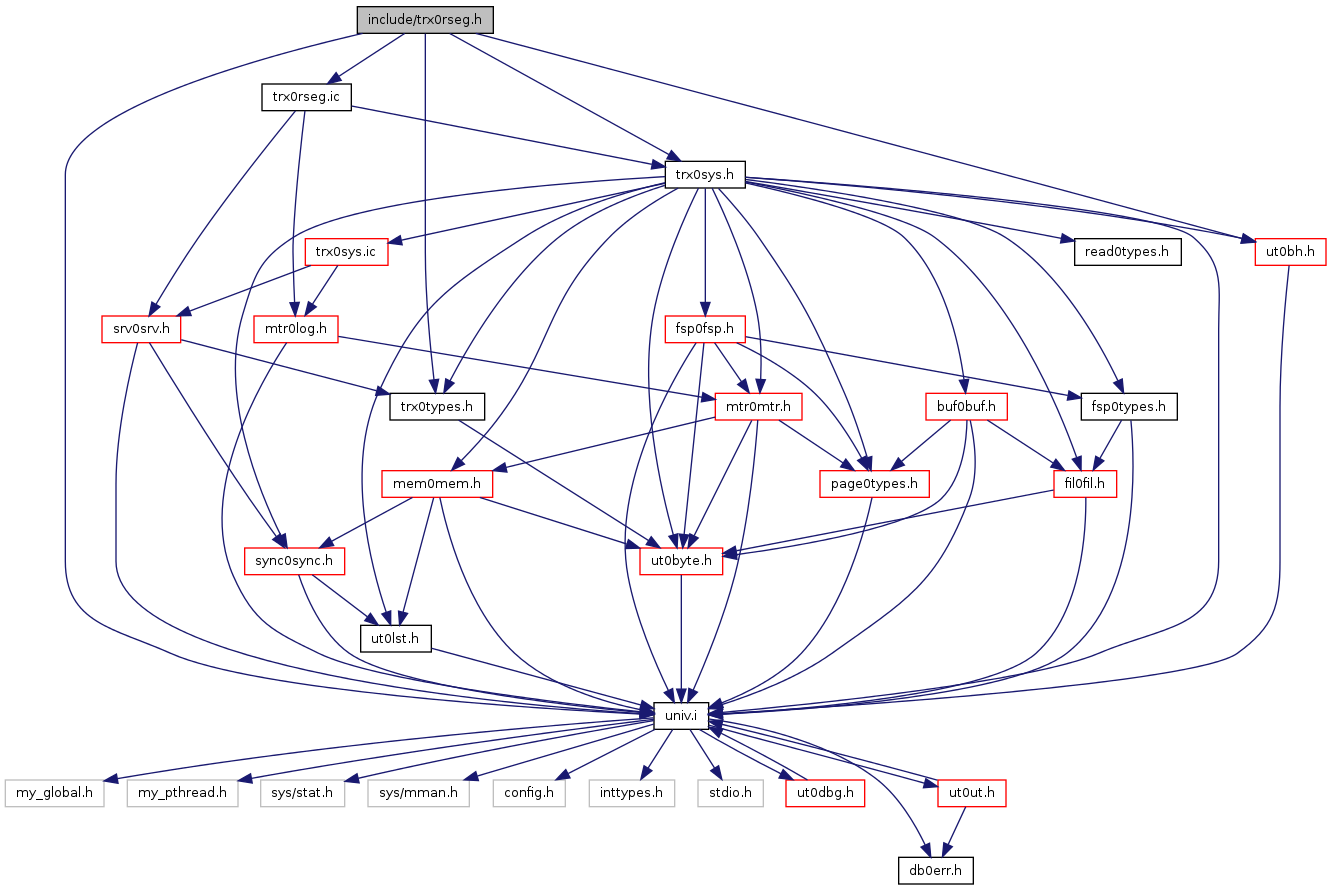 include/trx0rseg.h
trx0rseg.ic
trx0sys.h
trx0sys.ic
read0types.h
ut0bh.h
srv0srv.h
mtr0log.h
fsp0fsp.h
trx0types.h
mtr0mtr.h
buf0buf.h
fsp0types.h
mem0mem.h
page0types.h
fil0fil.h
sync0sync.h
ut0byte.h
ut0lst.h
univ.i
my_global.h
my_pthread.h
sys/stat.h
sys/mman.h
config.h
inttypes.h
stdio.h
ut0dbg.h
ut0ut.h
db0err.h